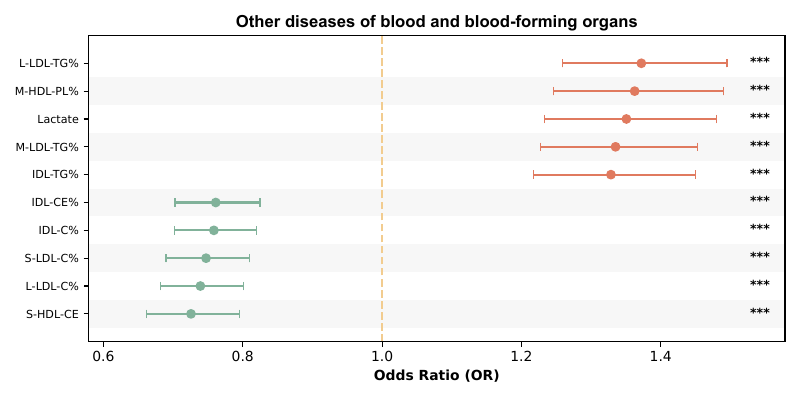 Other diseases of blood and blood-forming organs
L-LDL-TG% ***
M-HDL-PL% ***
Lactate ***
M-LDL-TG% ***
IDL-TG% ***
IDL-CE% ***
IDL-C% ***
S-LDL-C% ***
L-LDL-C% ***
S-HDL-CE ***
0.6 0.8 1.0 1.2 1.4
Odds Ratio (OR)